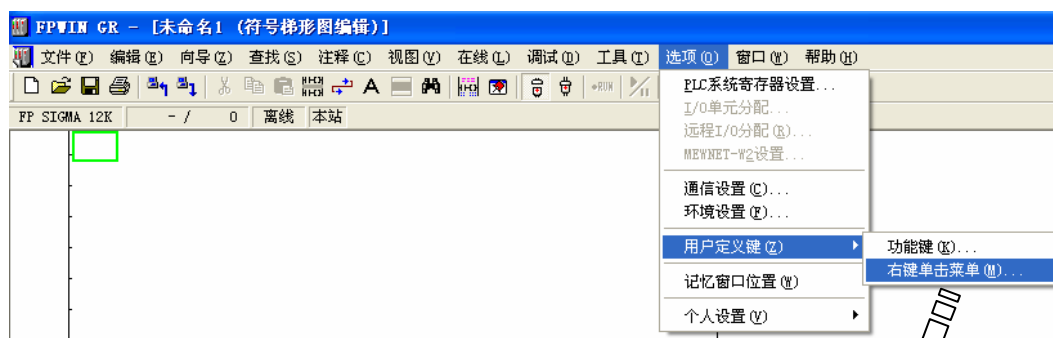 FPWIN GR - [未命名1 (符号梯形图编辑)]
文件(F) 编辑(E) 向导(Z) 查找(S) 注释(C) 视图(V) 在线(L) 调试(D) 工具(T) 选项(O) 窗口(W) 帮助(H)
A RUN
FP SIGMA 12K - / 0 离线 本站
PLC系统寄存器设置...
I/O单元分配...
远程I/O分配(R)...
MEWNET-W2设置...
通信设置(C)...
环境设置(F)...
用户定义键(Z)
功能键(K)...
右键单击菜单(M)...
记忆窗口位置(W)
个人设置(V)